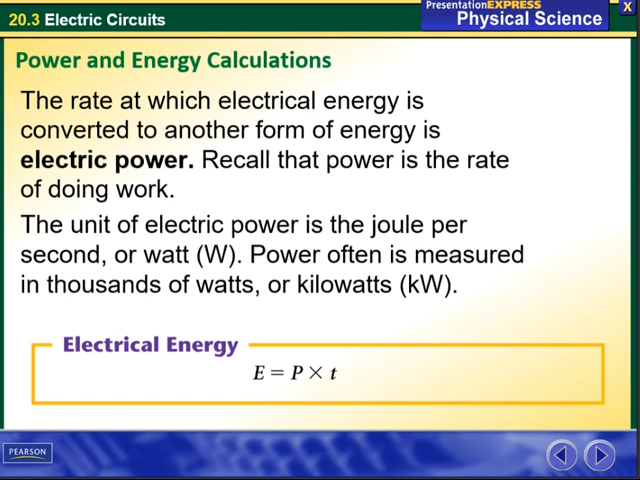 20.3 Electric Circuits
PresentationEXPRESS
Physical Science
X
Power and Energy Calculations
The rate at which electrical energy is
converted to another form of energy is
electric power. Recall that power is the rate
of doing work.
The unit of electric power is the joule per
second, or watt (W). Power often is measured
in thousands of watts, or kilowatts (kW).
Electrical Energy
E = P × t
PEARSON